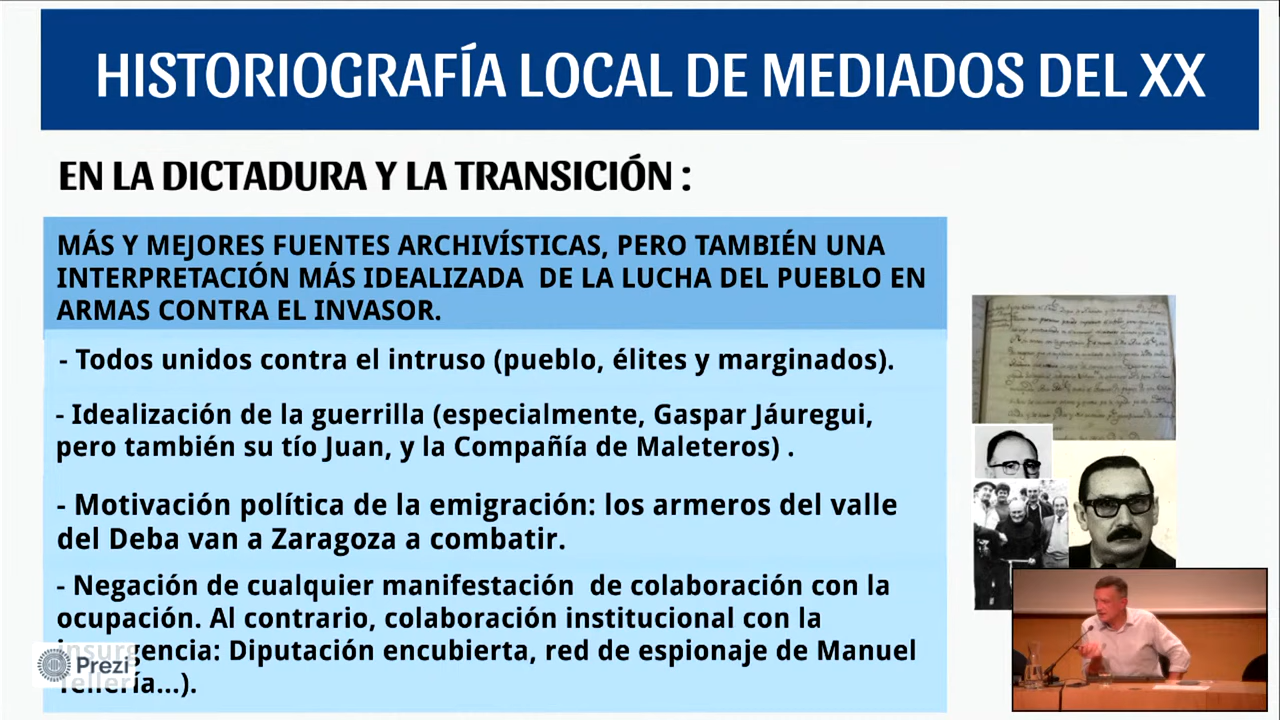 HISTORIOGRAFÍA LOCAL DE MEDIADOS DEL XX
EN LA DICTADURA Y LA TRANSICIÓN :
MÁS Y MEJORES FUENTES ARCHIVÍSTICAS, PERO TAMBIÉN UNA
INTERPRETACIÓN MÁS IDEALIZADA DE LA LUCHA DEL PUEBLO EN
ARMAS CONTRA EL INVASOR.
- Todos unidos contra el intruso (pueblo, élites y marginados).
- Idealización de la guerrilla (especialmente, Gaspar Jáuregui,
pero también su tío Juan, y la Compañía de Maleteros) .
- Motivación política de la emigración: los armeros del valle
del Deba van a Zaragoza a combatir.
- Negación de cualquier manifestación de colaboración con la
ocupación. Al contrario, colaboración institucional con la
insurgencia: Diputación encubierta, red de espionaje de Manuel
Tellería...).
Prezi